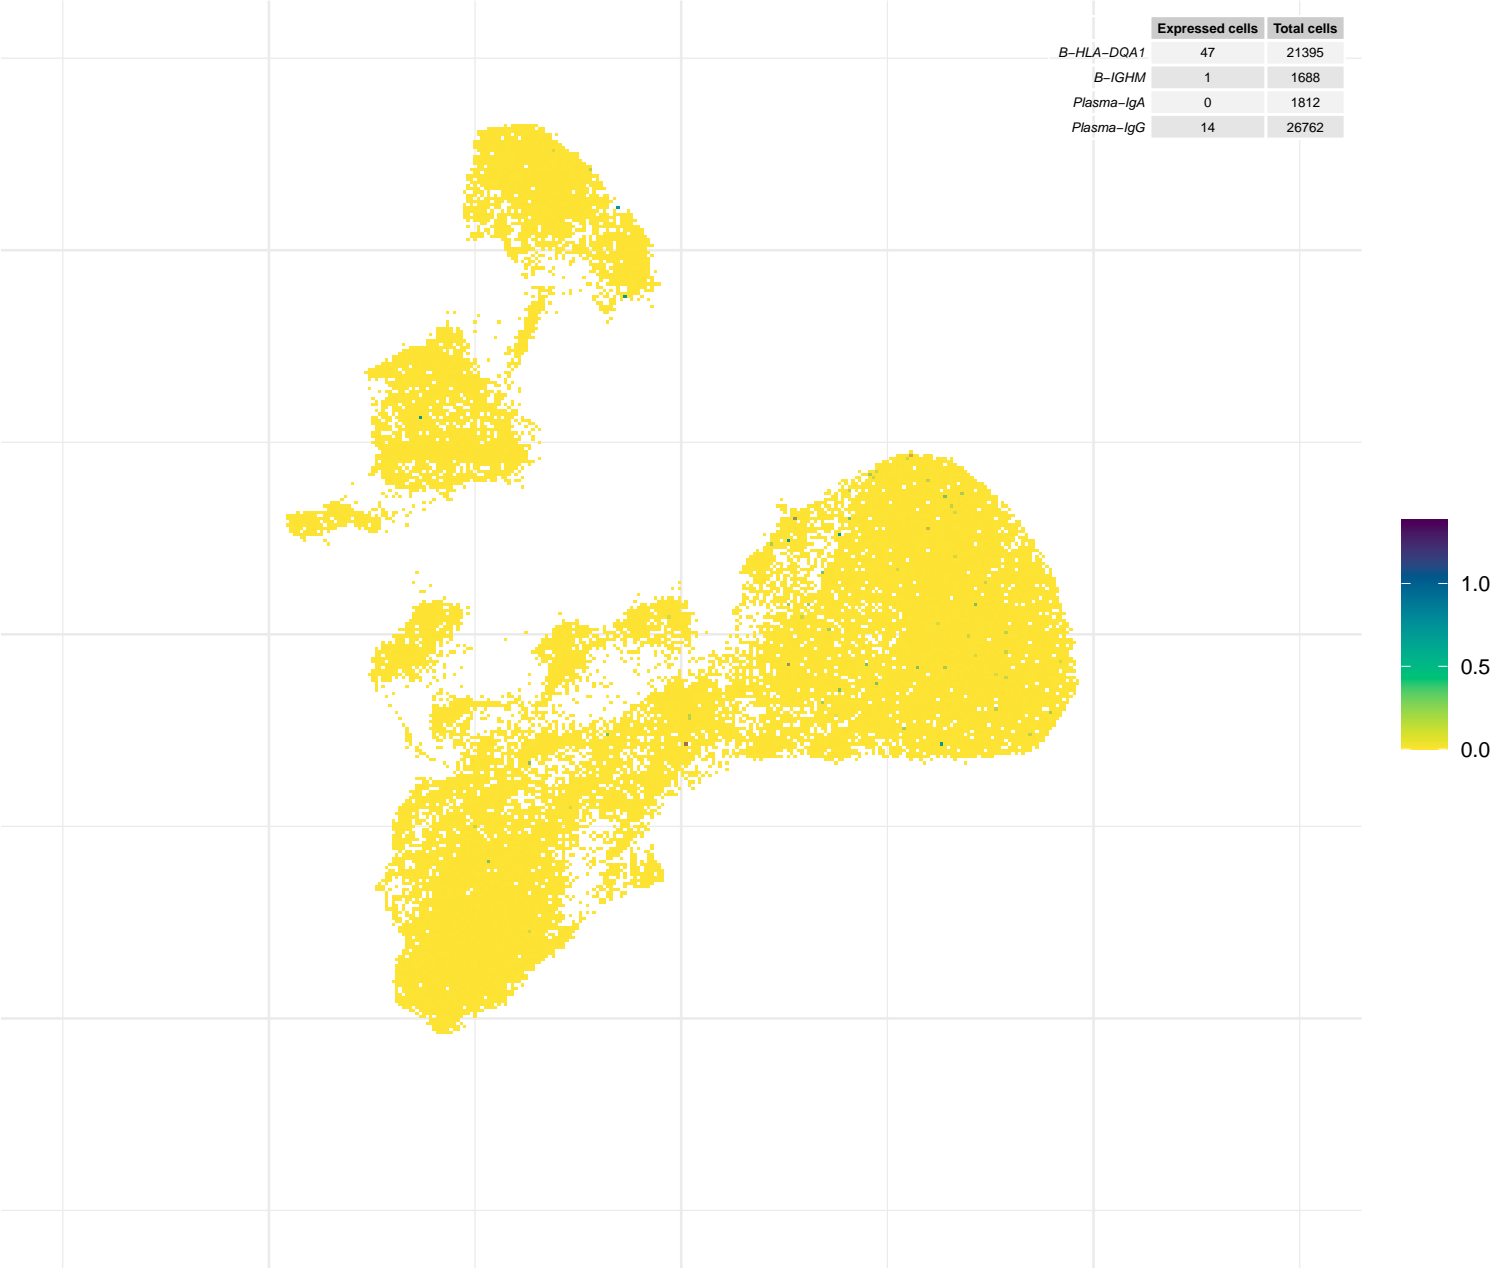 Expressed cells Total cells
B−HLA−DQA1 47 21395
B−IGHM 1 1688
Plasma−IgA 0 1812
Plasma−IgG 14 26762
1.0
0.5
0.0